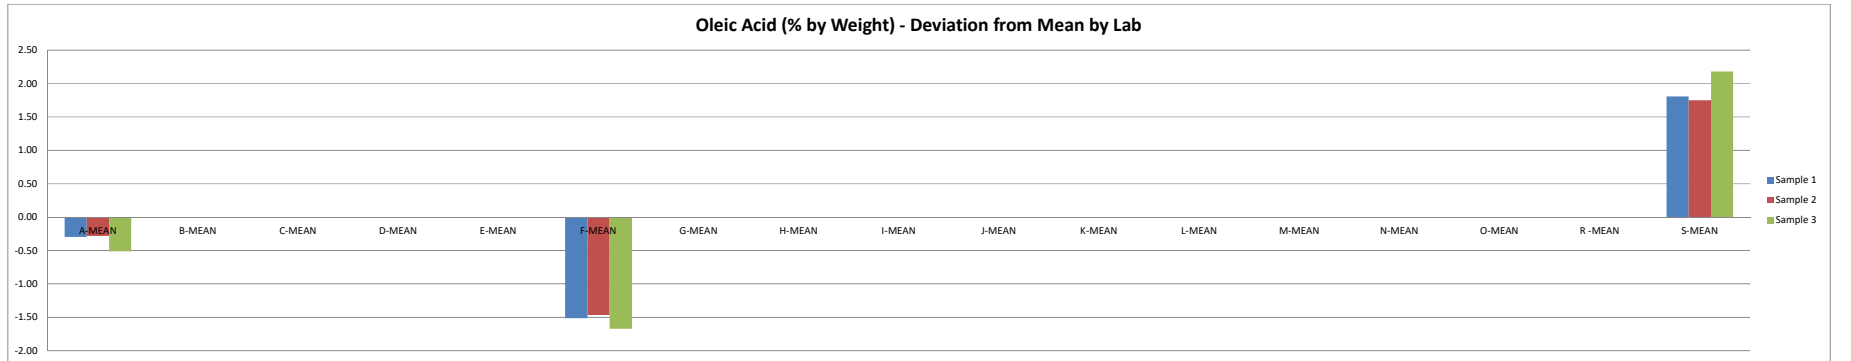 Oleic Acid (% by Weight) - Deviation from Mean by Lab
2.50
2.00
1.50
1.00
0.50
0.00
-0.50
-1.00
-1.50
-2.00
A-MEAN B-MEAN C-MEAN D-MEAN E-MEAN F-MEAN G-MEAN H-MEAN I-MEAN J-MEAN K-MEAN L-MEAN M-MEAN N-MEAN O-MEAN R -MEAN S-MEAN
Sample 1
Sample 2
Sample 3